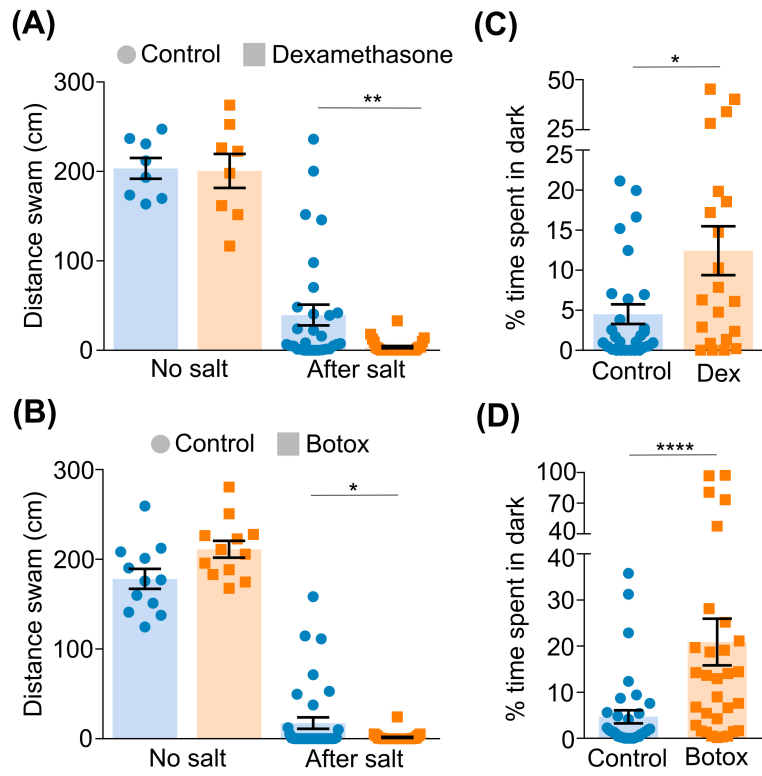 (A)
Control Dexamethasone
Distance swam (cm)
300
200
100
0
**
No salt After salt
(C)
% time spent in dark
50
25
25
20
15
10
5
0
*
Control Dex
(B)
Control Botox
Distance swam (cm)
300
200
100
0
*
No salt After salt
(D)
% time spent in dark
100
70
40
40
30
20
10
0
****
Control Botox